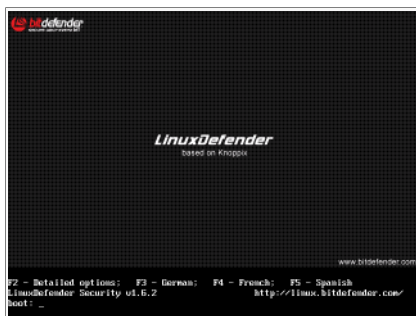 bitdefender
LinuxDefender
based on Knoppix
www.bitdefender.com
F2 - Detailed options; F3 - German; F4 - French; F5 - Spanish
LinuxDefender Security v1.6.2 http://linux.bitdefender.com/
boot: _